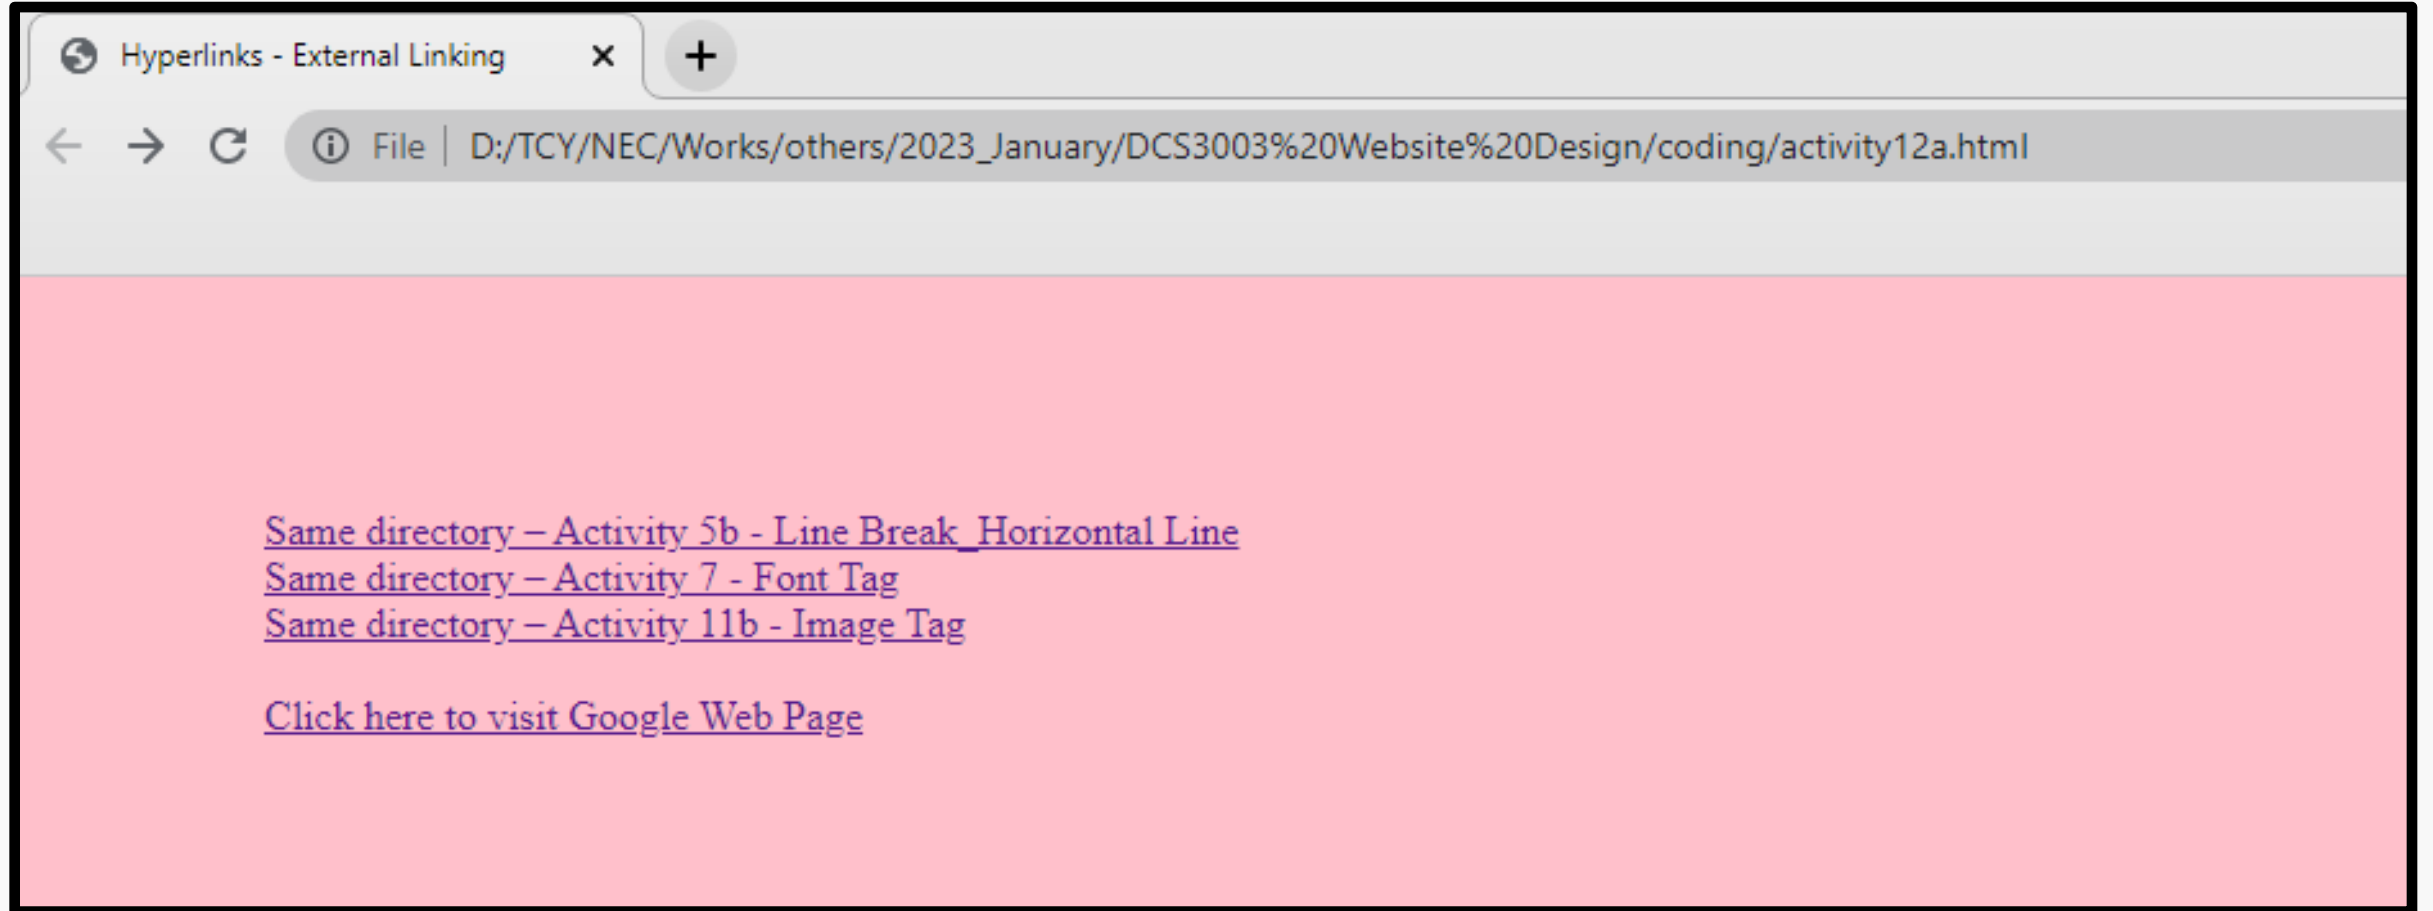 Hyperlinks - External Linking
File D:/TCY/NEC/Works/others/2023_January/DCS3003%20Website%20Design/coding/activity12a.html
Same directory – Activity 5b - Line Break_Horizontal Line
Same directory – Activity 7 - Font Tag
Same directory – Activity 11b - Image Tag
Click here to visit Google Web Page